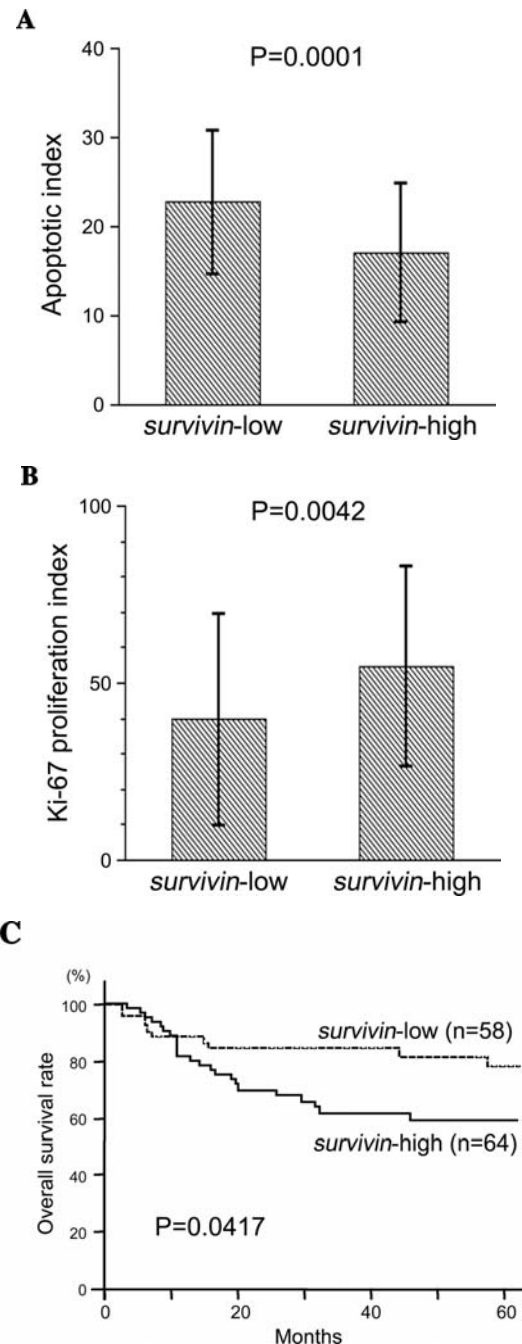 A
P=0.0001
40
30
20
10
0
Apoptotic index
survivin-low survivin-high
B
P=0.0042
100
50
0
Ki-67 proliferation index
survivin-low survivin-high
C
(%)
100
80
60
40
20
0
Overall survival rate
survivin-low (n=58)
survivin-high (n=64)
P=0.0417
0 20 40 60
Months